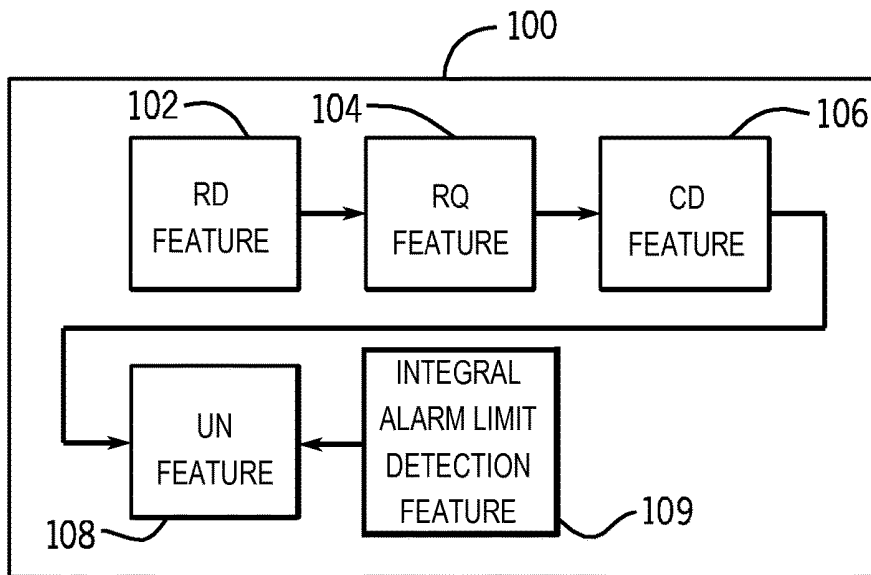 100
102
104
106
RD
FEATURE
RQ
FEATURE
CD
FEATURE
UN
FEATURE
INTEGRAL
ALARM LIMIT
DETECTION
FEATURE
108
109